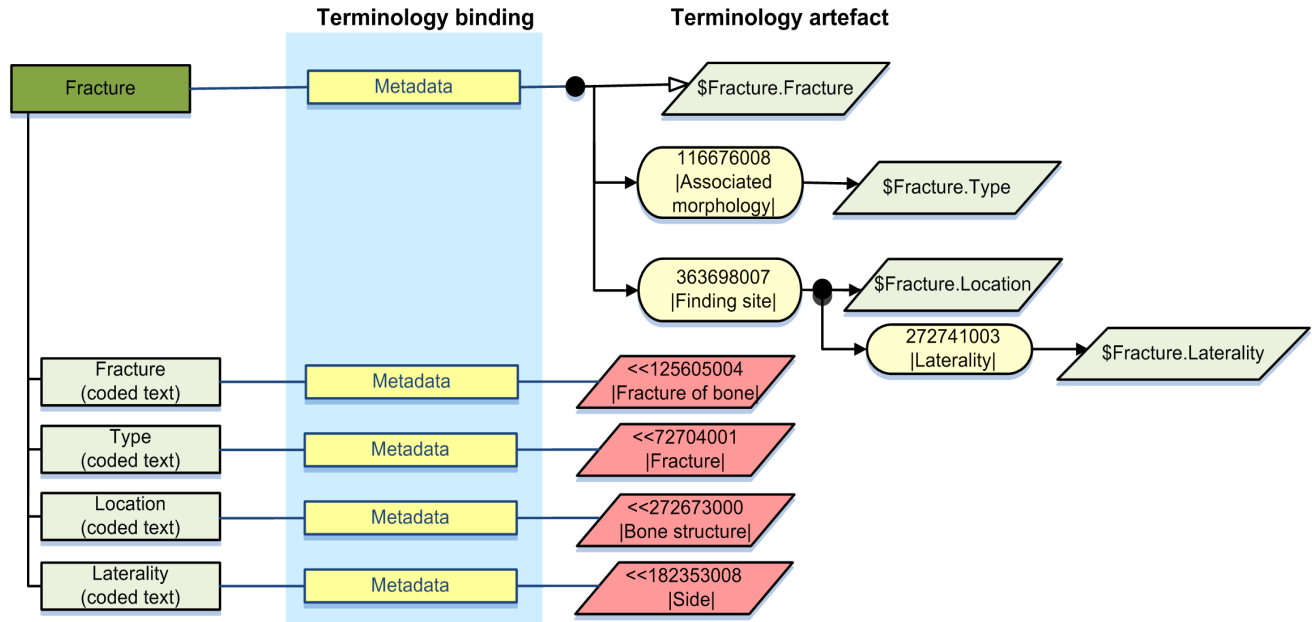 Terminology binding
Terminology artefact
Fracture
Metadata
$Fracture.Fracture
116676008
|Associated
morphology|
$Fracture.Type
363698007
|Finding site|
$Fracture.Location
272741003
|Laterality|
$Fracture.Laterality
Fracture
(coded text)
Metadata
<<125605004
|Fracture of bone|
Type
(coded text)
Metadata
<<72704001
|Fracture|
Location
(coded text)
Metadata
<<272673000
|Bone structure|
Laterality
(coded text)
Metadata
<<182353008
|Side|